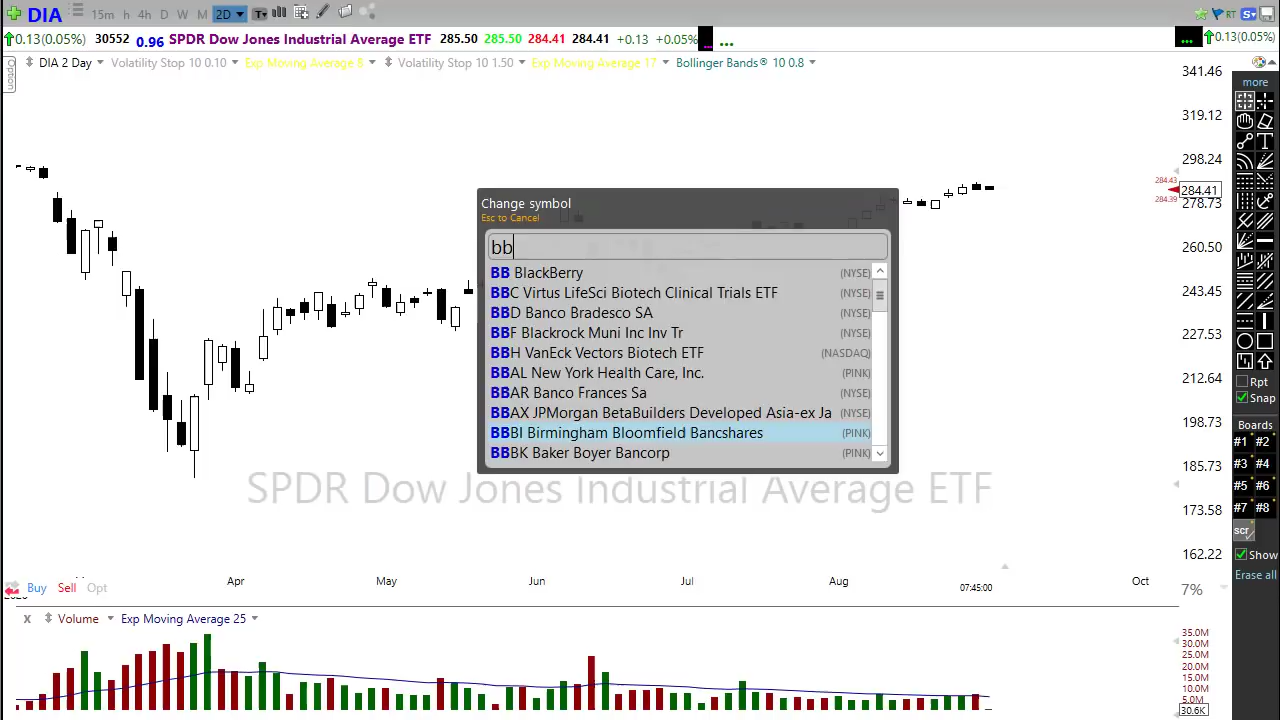 DIA 15m h 4h D W M 2D T RT S
0.13(0.05%) 30552 0.96 SPDR Dow Jones Industrial Average ETF 285.50 285.50 284.41 284.41 +0.13 +0.05% ... ... ... 0.13(0.05%)
Option
DIA 2 Day Volatility Stop 10 0.10 Exp Moving Average 8 Volatility Stop 10 1.50 Exp Moving Average 17 Bollinger Bands® 10 0.8
341.46
319.12
298.24
284.43
284.41
284.39
278.73
260.50
243.45
227.53
212.64
198.73
185.73
173.58
162.22
more
Rpt
Snap
Boards
#1 #2
#3 #4
#5 #6
#7 #8
scr
Show
Erase all
Change symbol
Esc to Cancel
bb
BB BlackBerry (NYSE)
BBC Virtus LifeSci Biotech Clinical Trials ETF (NYSE)
BBD Banco Bradesco SA (NYSE)
BBF Blackrock Muni Inc Inv Tr (NYSE)
BBH VanEck Vectors Biotech ETF (NASDAQ)
BBAL New York Health Care, Inc. (PINK)
BBAR Banco Frances Sa (NYSE)
BBAX JPMorgan BetaBuilders Developed Asia-ex Ja (NYSE)
BBBI Birmingham Bloomfield Bancshares (PINK)
BBBK Baker Boyer Bancorp (PINK)
SPDR Dow Jones Industrial Average ETF
Apr May Jun Jul Aug Oct
07:45:00
Buy Sell Opt
7%
X Volume Exp Moving Average 25
35.0M
30.0M
25.0M
20.0M
15.0M
10.0M
5.0M
30.6K